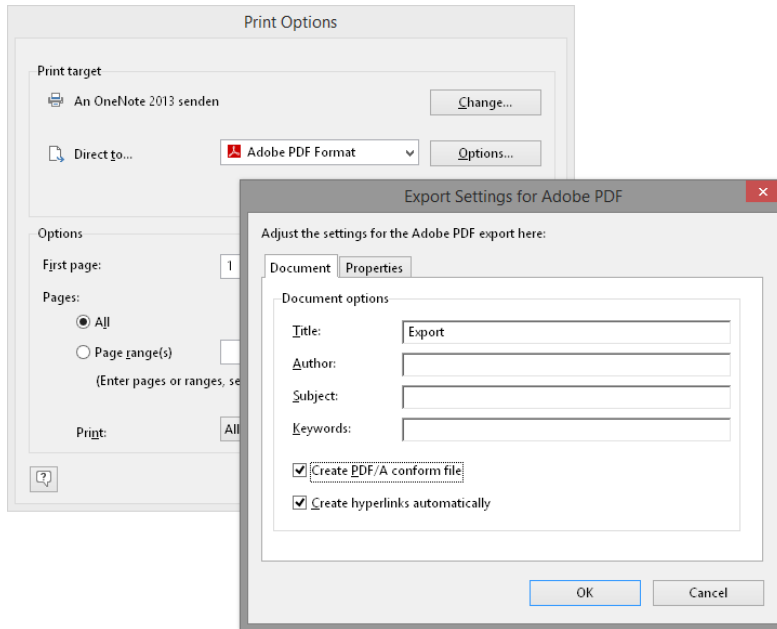 Print Options
Print target
An OneNote 2013 senden
Change...
Direct to...
Adobe PDF Format
Options...
Export Settings for Adobe PDF
Adjust the settings for the Adobe PDF export here:
Document Properties
Document options
Title: Export
Author:
Subject:
Keywords:
Create PDF/A conform file
Create hyperlinks automatically
OK Cancel
Options
First page: 1
Pages:
All
Page range(s)
(Enter pages or ranges, se
Print: All